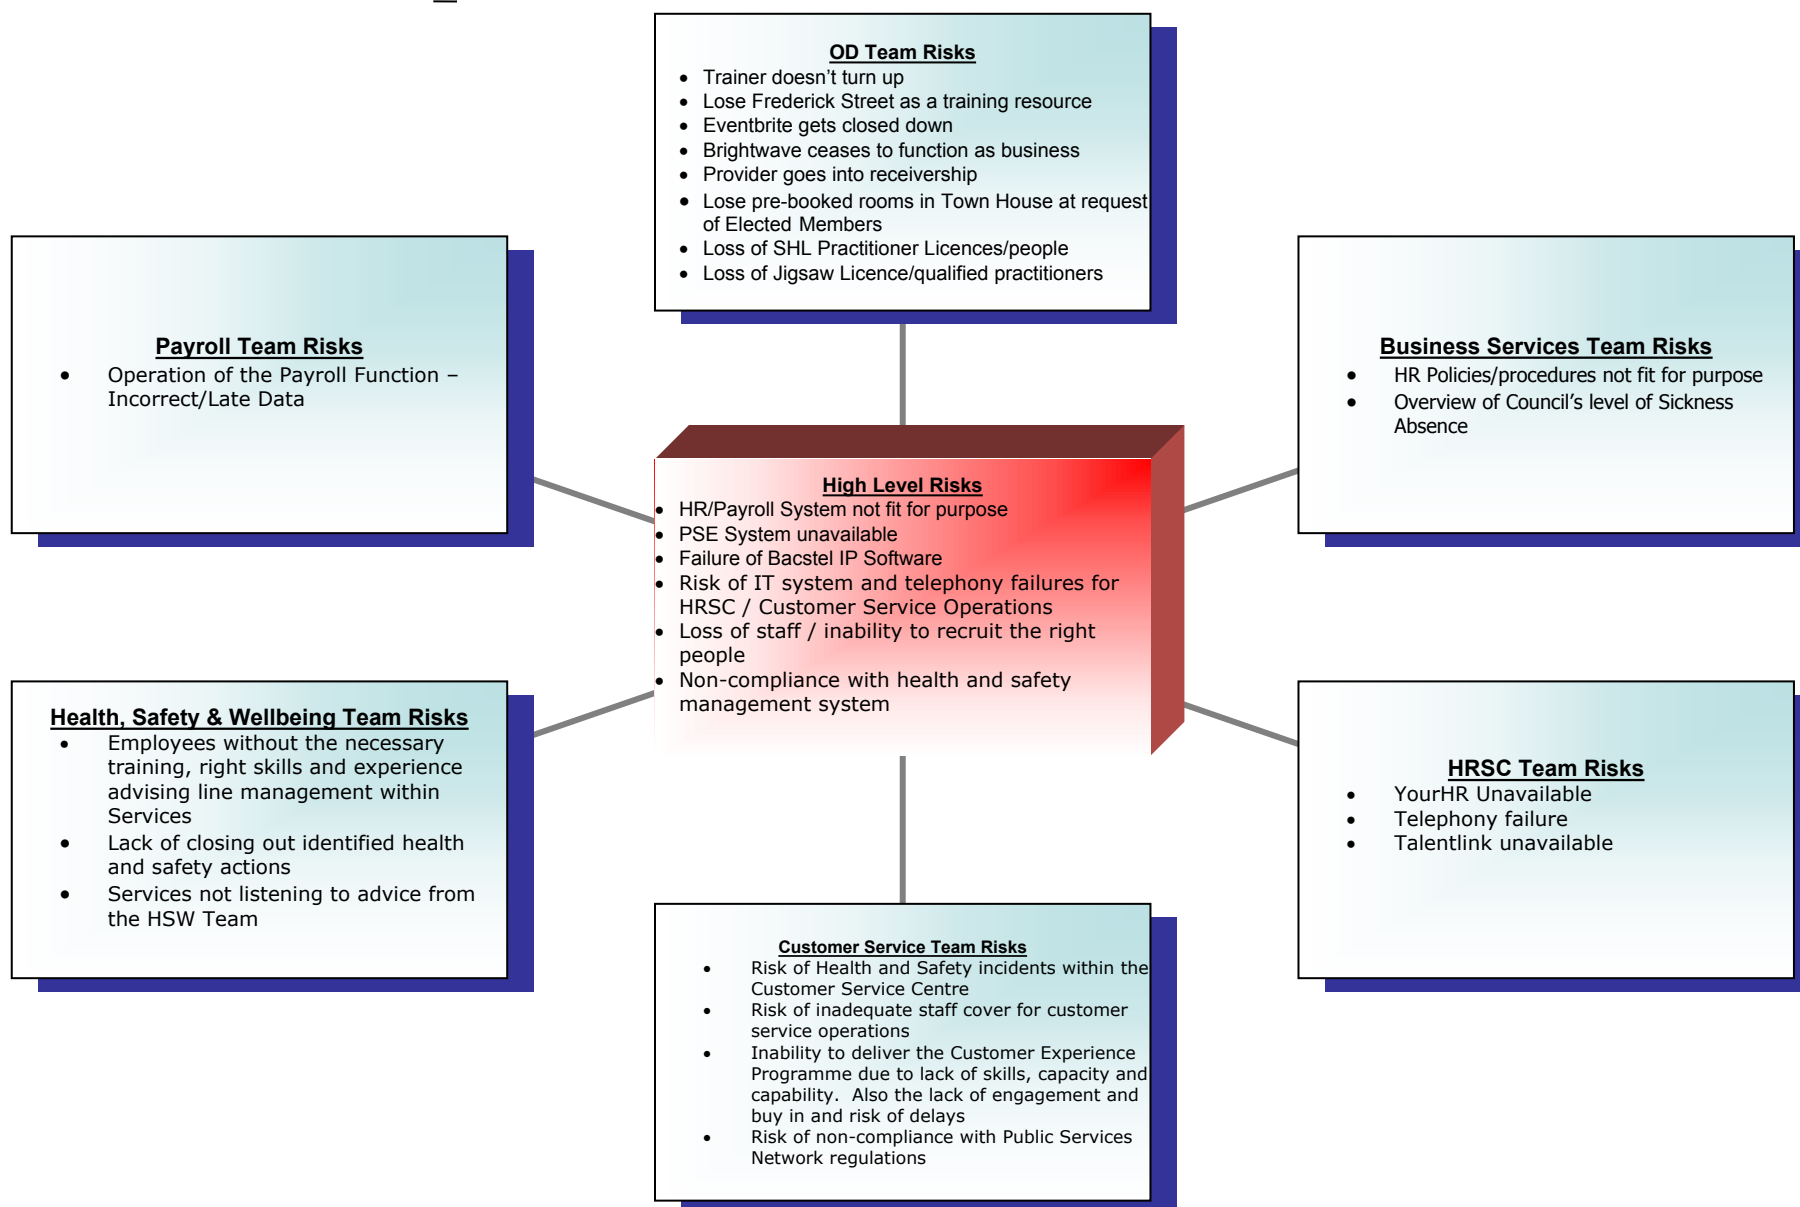 OD Team Risks
• Trainer doesn’t turn up
• Lose Frederick Street as a training resource
• Eventbrite gets closed down
• Brightwave ceases to function as business
• Provider goes into receivership
• Lose pre-booked rooms in Town House at request
of Elected Members
• Loss of SHL Practitioner Licences/people
• Loss of Jigsaw Licence/qualified practitioners
Payroll Team Risks
• Operation of the Payroll Function –
Incorrect/Late Data
Business Services Team Risks
• HR Policies/procedures not fit for purpose
• Overview of Council’s level of Sickness
Absence
High Level Risks
• HR/Payroll System not fit for purpose
• PSE System unavailable
• Failure of Bacstel IP Software
• Risk of IT system and telephony failures for
HRSC / Customer Service Operations
• Loss of staff / inability to recruit the right
people
• Non-compliance with health and safety
management system
Health, Safety & Wellbeing Team Risks
• Employees without the necessary
training, right skills and experience
advising line management within
Services
• Lack of closing out identified health
and safety actions
• Services not listening to advice from
the HSW Team
HRSC Team Risks
• YourHR Unavailable
• Telephony failure
• Talentlink unavailable
Customer Service Team Risks
• Risk of Health and Safety incidents within the
Customer Service Centre
• Risk of inadequate staff cover for customer
service operations
• Inability to deliver the Customer Experience
Programme due to lack of skills, capacity and
capability.  Also the lack of engagement and
buy in and risk of delays
• Risk of non-compliance with Public Services
Network regulations